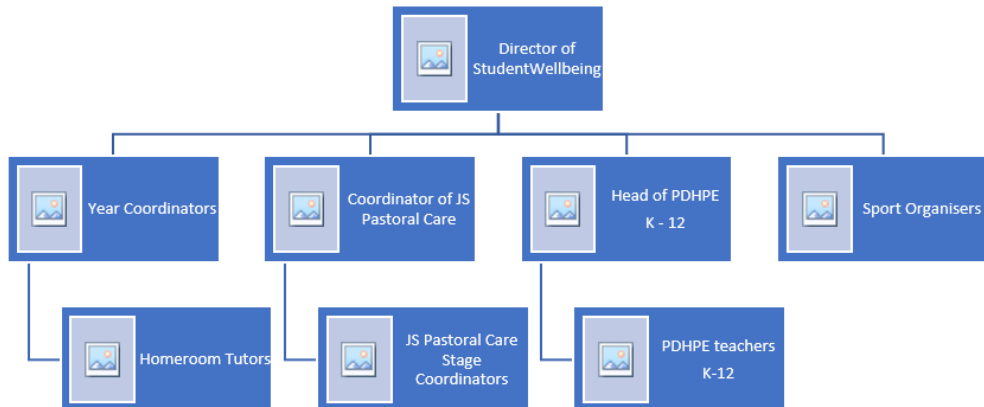 Director of
StudentWellbeing
Year Coordinators
Coordinator of JS
Pastoral Care
Head of PDHPE
K - 12
Sport Organisers
Homeroom Tutors
JS Pastoral Care
Stage
Coordinators
PDHPE teachers
K-12